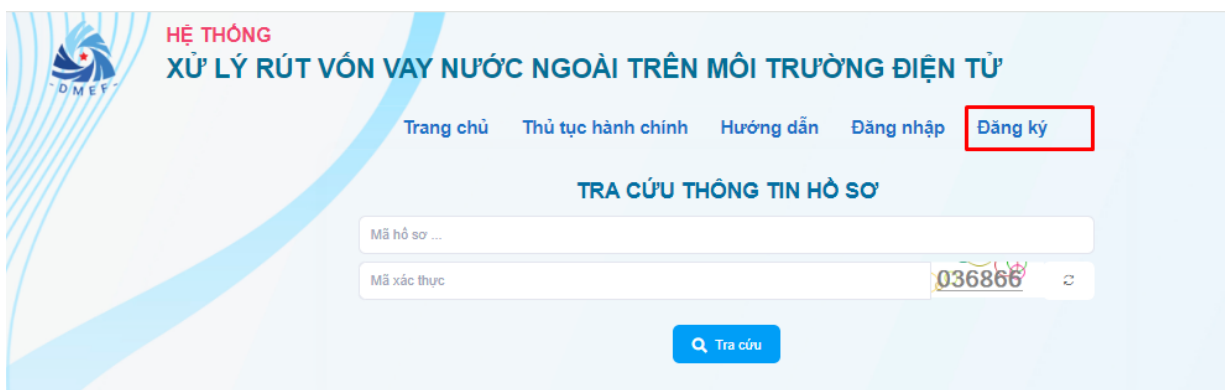 HỆ THỐNG
XỬ LÝ RÚT VỐN VAY NƯỚC NGOÀI TRÊN MÔI TRƯỜNG ĐIỆN TỬ
DMEF
Trang chủ Thủ tục hành chính Hướng dẫn Đăng nhập Đăng ký
TRA CỨU THÔNG TIN HỒ SƠ
Mã hồ sơ ...
Mã xác thực 036866
Tra cứu